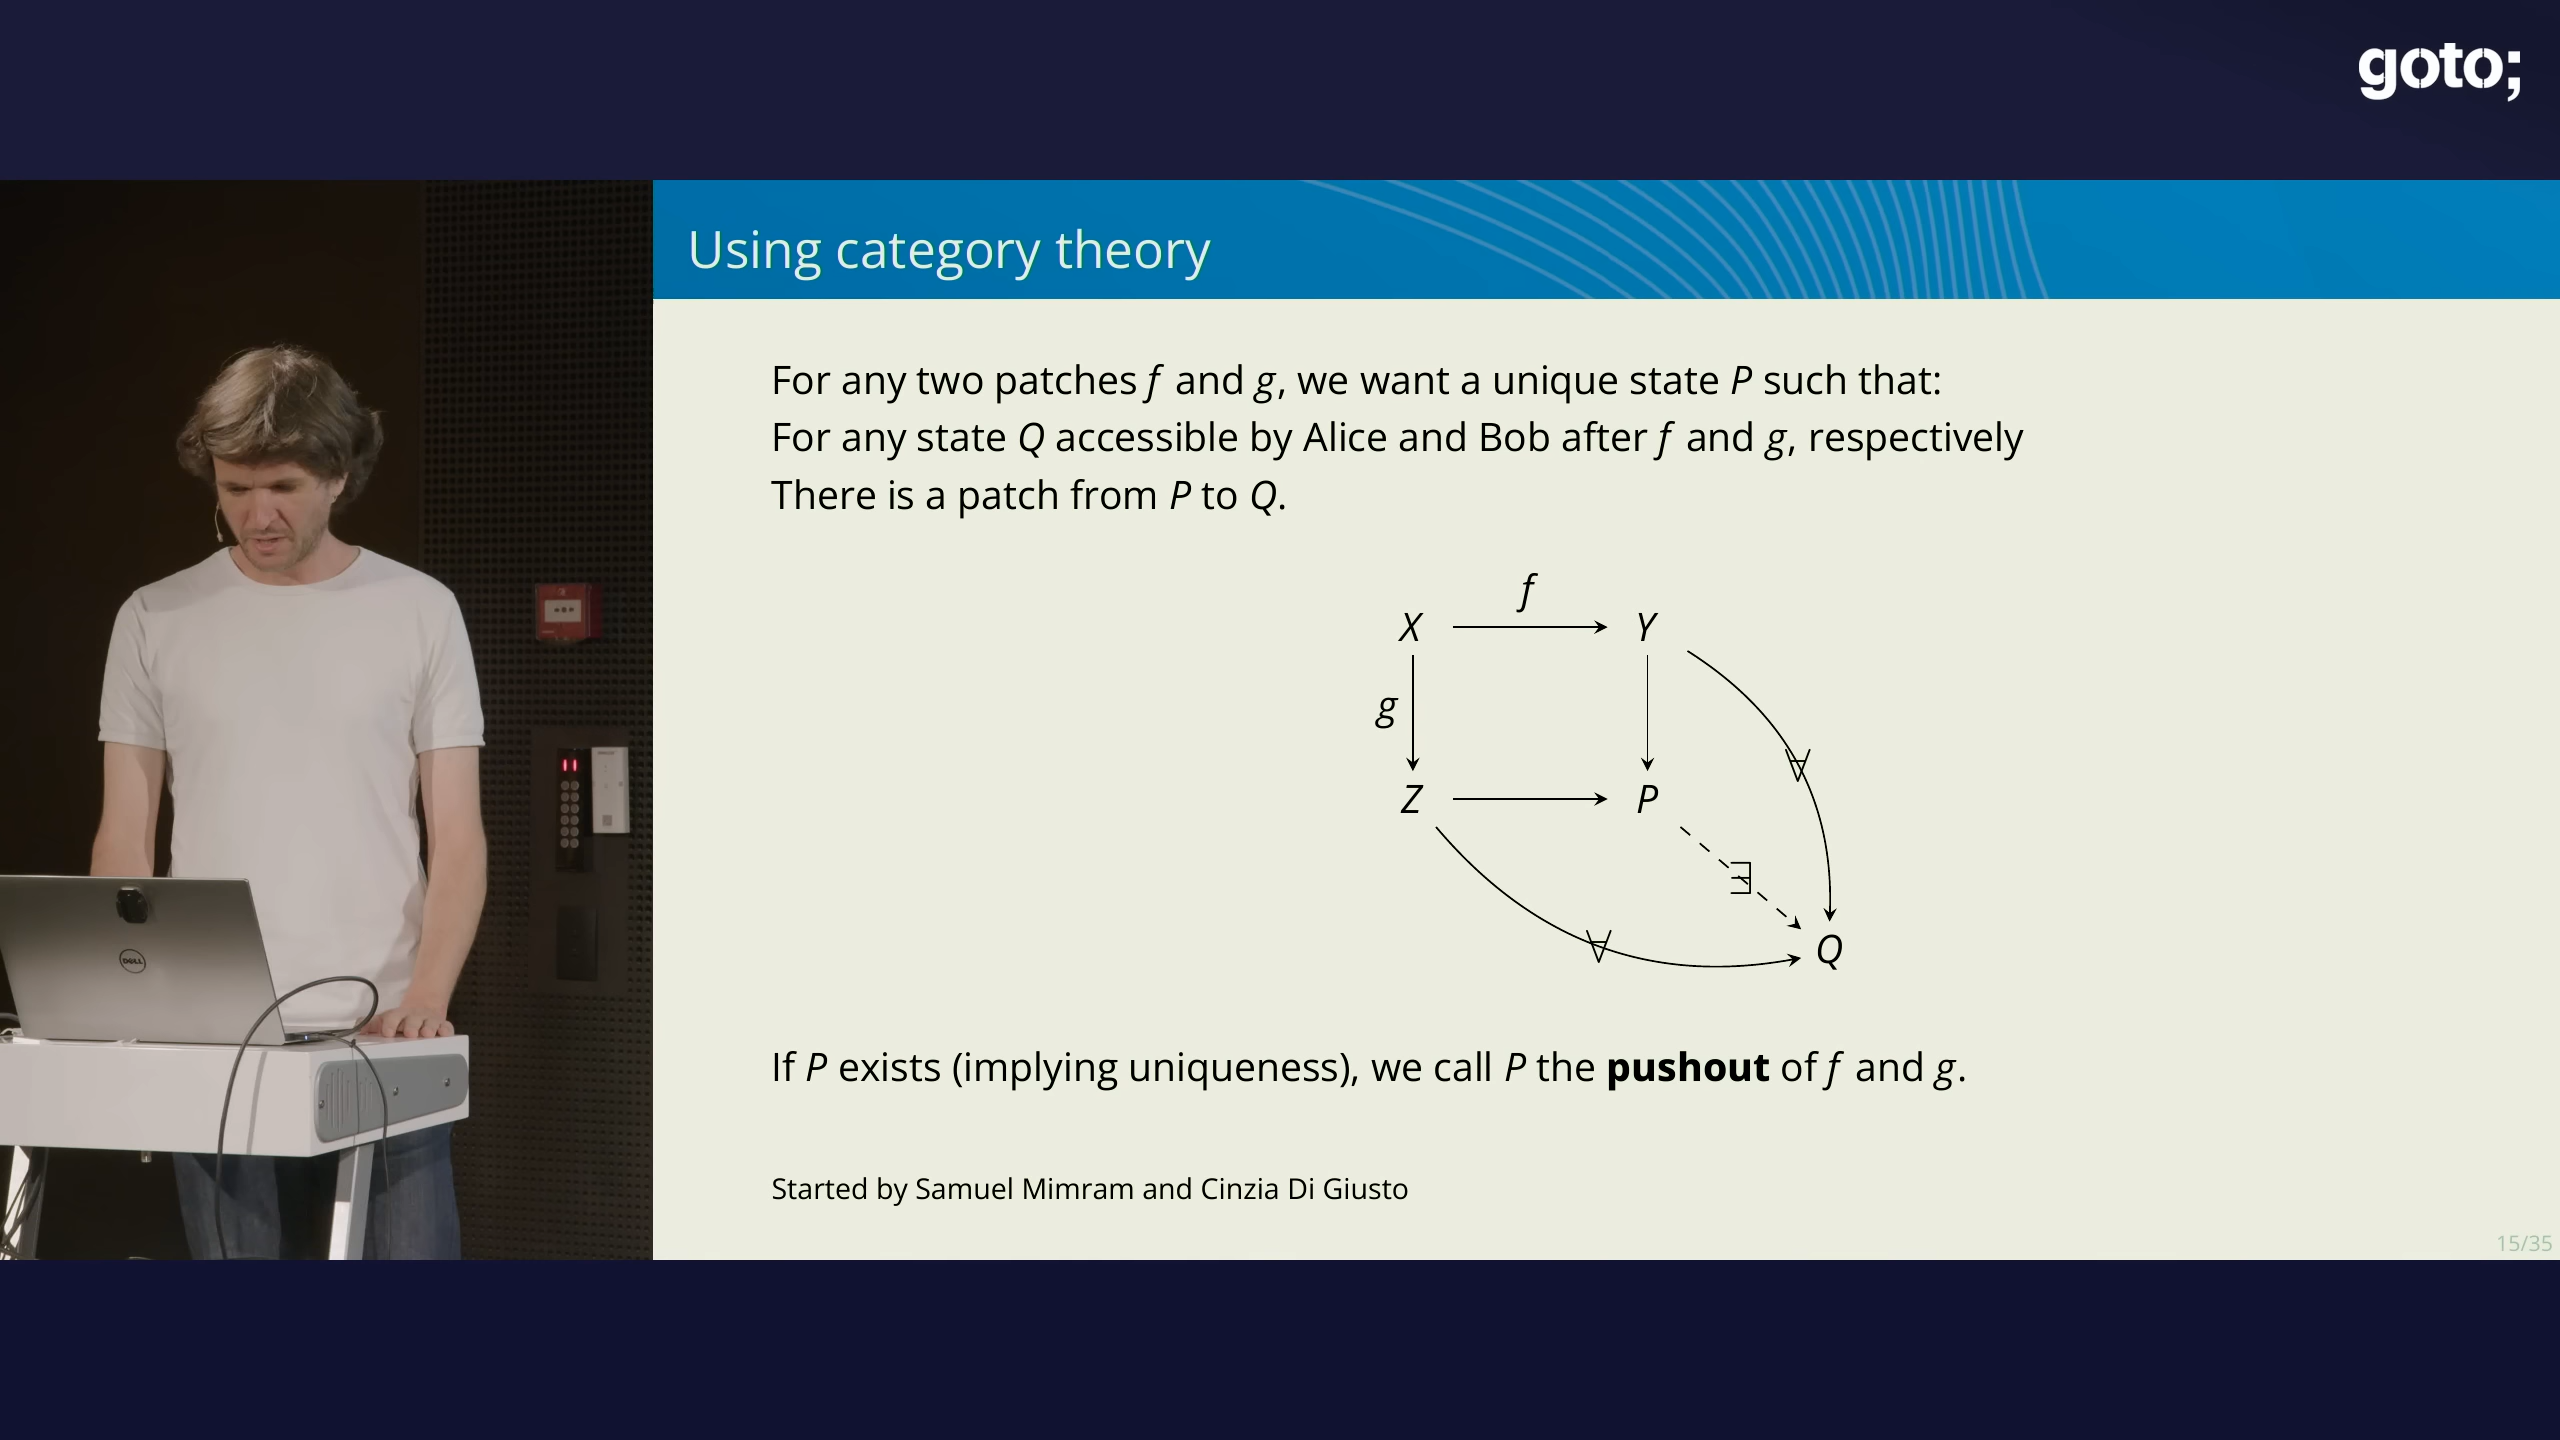 goto;
Using category theory
For any two patches f and g, we want a unique state P such that:
For any state Q accessible by Alice and Bob after f and g, respectively
There is a patch from P to Q.
f
X Y
g
∀
Z P
∃
∀
Q
If P exists (implying uniqueness), we call P the pushout of f and g.
Started by Samuel Mimram and Cinzia Di Giusto
15/35
DELL